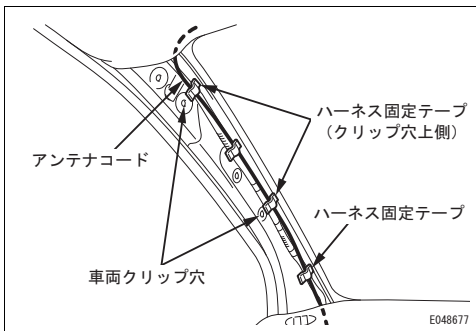 ハーネス固定テープ
（クリップ穴上側）
アンテナコード
ハーネス固定テープ
車両クリップ穴
E048677